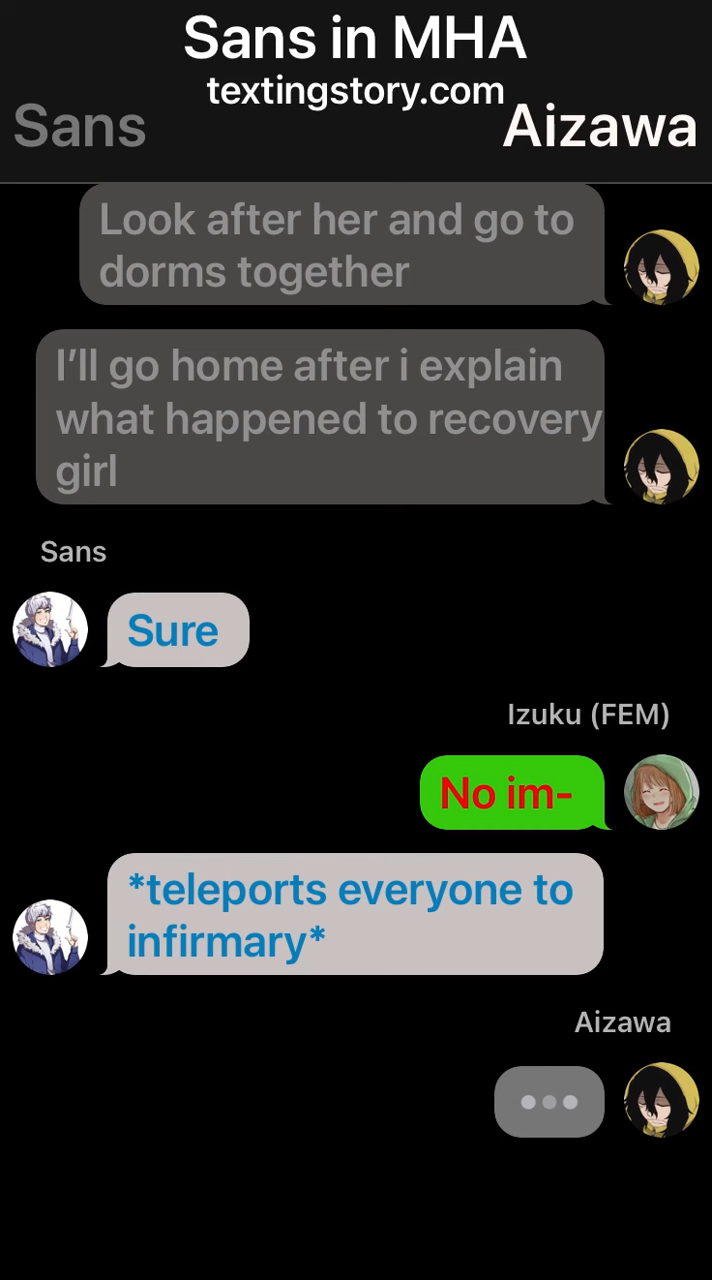 Sans in MHA
textingstory.com
Sans
Aizawa
Look after her and go to
dorms together
I’ll go home after i explain
what happened to recovery
girl
Sans
Sure
Izuku (FEM)
No im-
*teleports everyone to
infirmary*
Aizawa